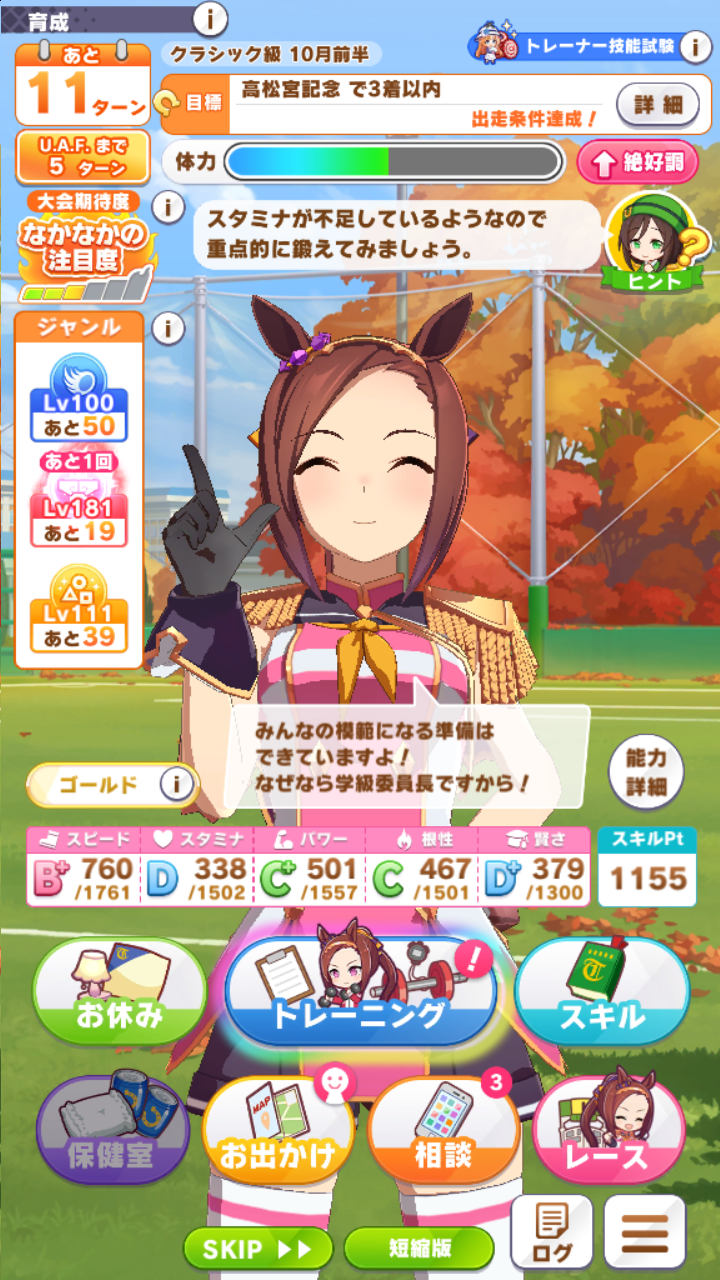 育成
i
あと
11ターン
クラシック級 10月前半
トレーナー技能試験
i
目標
高松宮記念 で3着以内
出走条件達成！
詳細
U.A.F. まで
5 ターン
体力
絶好調
大会期待度
i
なかなかの
注目度
スタミナが不足しているようなので
重点的に鍛えてみましょう。
ヒント
ジャンル
i
Lv100
あと50
あと1回
Lv181
あと19
Lv111
あと39
みんなの模範になる準備は
できていますよ！
なぜなら学級委員長ですから！
ゴールド
i
能力
詳細
スピード
スタミナ
パワー
根性
賢さ
スキルPt
B+ 760
/1761
D 338
/1502
C+ 501
/1557
C 467
/1501
D+ 379
/1300
1155
お休み
トレーニング
!
スキル
保健室
MAP
お出かけ
3
相談
レース
SKIP
短縮版
ログ